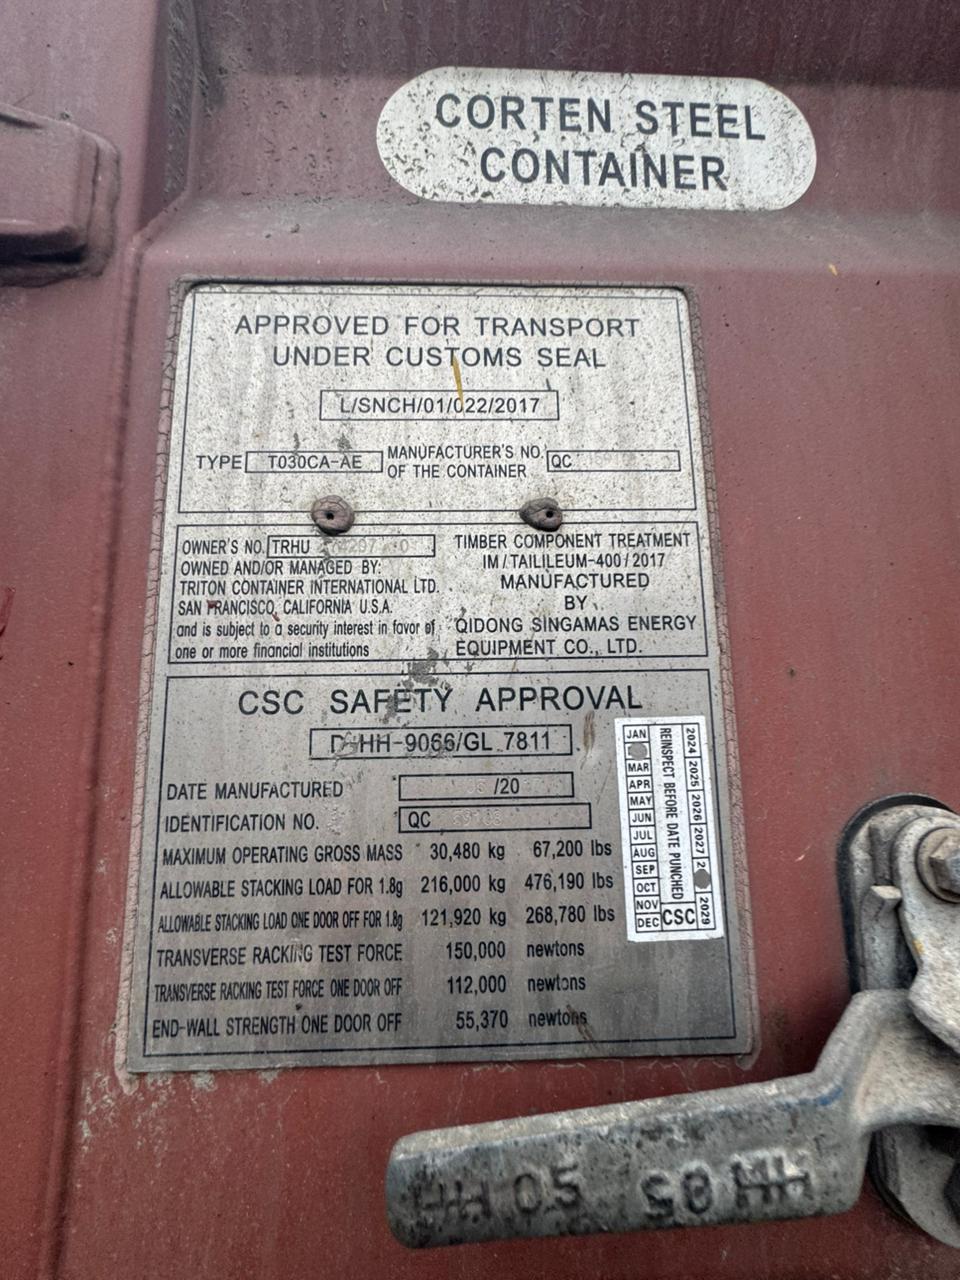 CORTEN STEEL
CONTAINER
APPROVED FOR TRANSPORT
UNDER CUSTOMS SEAL
L/SNCH/01/022/2017
TYPE T030CA-AE MANUFACTURER'S NO. OF THE CONTAINER QC
OWNER'S NO. TRHU
OWNED AND/OR MANAGED BY:
TRITON CONTAINER INTERNATIONAL LTD.
SAN FRANCISCO, CALIFORNIA U.S.A.
and is subject to a security interest in favor of
one or more financial institutions
TIMBER COMPONENT TREATMENT
IM / TAILILEUM-400 / 2017
MANUFACTURED
BY
QIDONG SINGAMAS ENERGY
EQUIPMENT CO., LTD.
CSC SAFETY APPROVAL
D-HH-9066/GL 7811
DATE MANUFACTURED /20
IDENTIFICATION NO. QC
MAXIMUM OPERATING GROSS MASS 30,480 kg 67,200 lbs
ALLOWABLE STACKING LOAD FOR 1.8g 216,000 kg 476,190 lbs
ALLOWABLE STACKING LOAD ONE DOOR OFF FOR 1.8g 121,920 kg 268,780 lbs
TRANSVERSE RACKING TEST FORCE 150,000 newtons
TRANSVERSE RACKING TEST FORCE ONE DOOR OFF 112,000 newtons
END-WALL STRENGTH ONE DOOR OFF 55,370 newtons
JAN
MAR
APR
MAY
JUN
JUL
AUG
SEP
OCT
NOV
DEC
REINSPECT BEFORE DATE PUNCHED
CSC
2024 2025 2026 2027 2 2029
HH 05 50 HH